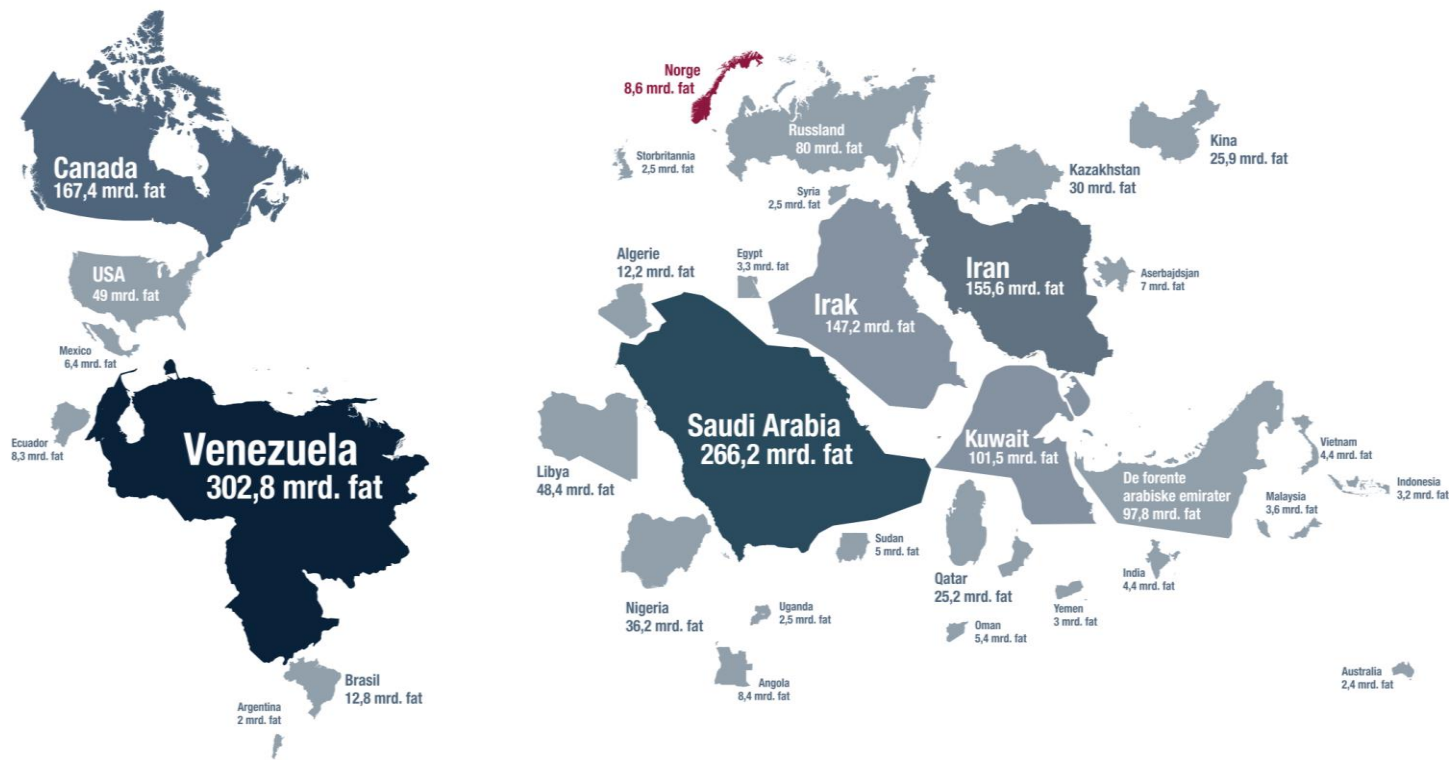 Canada
167,4 mrd. fat
USA
49 mrd. fat
Mexico
6,4 mrd. fat
Ecuador
8,3 mrd. fat
Venezuela
302,8 mrd. fat
Brasil
12,8 mrd. fat
Argentina
2 mrd. fat
Norge
8,6 mrd. fat
Storbritannia
2,5 mrd. fat
Russland
80 mrd. fat
Syria
2,5 mrd. fat
Kazakhstan
30 mrd. fat
Kina
25,9 mrd. fat
Algerie
12,2 mrd. fat
Egypt
3,3 mrd. fat
Irak
147,2 mrd. fat
Iran
155,6 mrd. fat
Aserbajdsjan
7 mrd. fat
Libya
48,4 mrd. fat
Saudi Arabia
266,2 mrd. fat
Kuwait
101,5 mrd. fat
De forente
arabiske emirater
97,8 mrd. fat
Vietnam
4,4 mrd. fat
Indonesia
3,2 mrd. fat
Malaysia
3,6 mrd. fat
Nigeria
36,2 mrd. fat
Sudan
5 mrd. fat
Uganda
2,5 mrd. fat
Angola
8,4 mrd. fat
Qatar
25,2 mrd. fat
Oman
5,4 mrd. fat
Yemen
3 mrd. fat
India
4,4 mrd. fat
Australia
2,4 mrd. fat